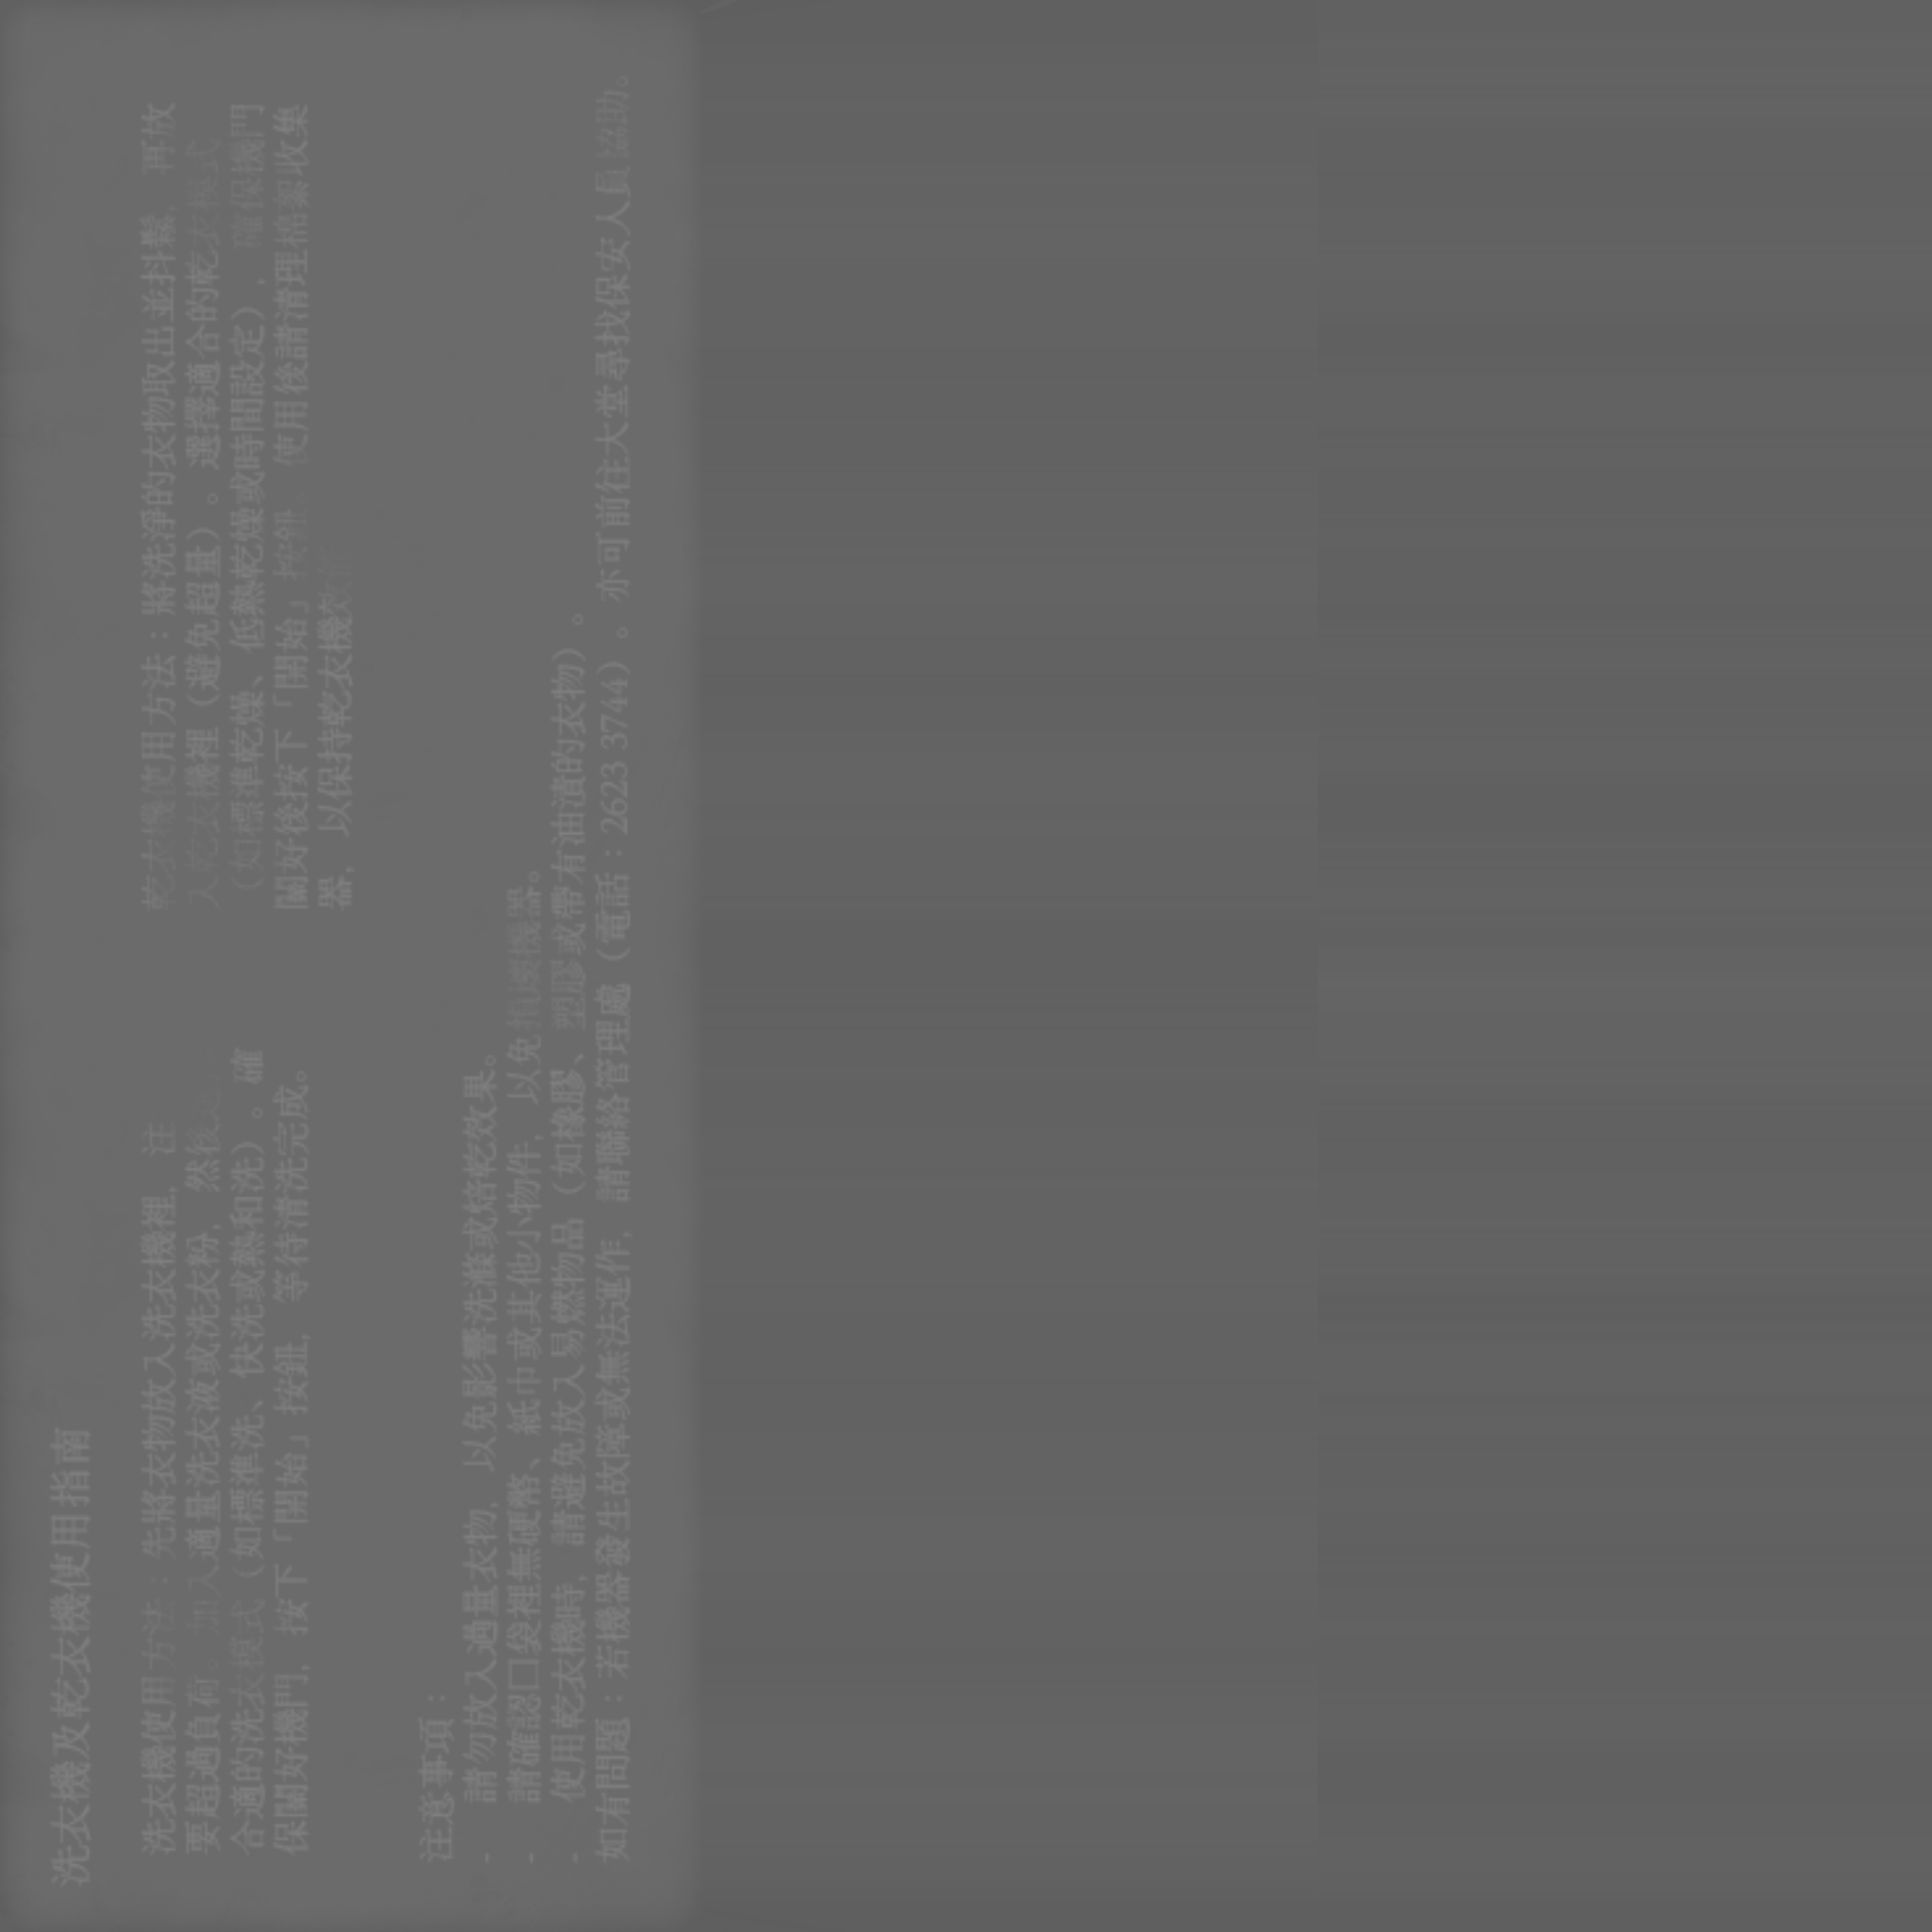 洗衣機及乾衣機使用指南
洗衣機使用方法：先將衣物放入洗衣機裡，注
要超過負荷。加入適量洗衣液或洗衣粉，然後
合適的洗衣模式（如標準洗、快洗或熱和洗）。確
保關好機門，按下「開始」按鈕，等待清洗完成。
乾衣機使用方法：將洗淨的衣物取出並抖鬆，再放
入乾衣機裡（避免超量）。選擇適合的乾衣模式
（如標準乾燥、低熱乾燥或時間設定），確保機門
關好後按下「開始」按鈕。使用後請清理棉絮收集
器，以保持乾衣機效
注意事項：
- 請勿放入過量衣物，以免影響洗滌或焙乾效果。
- 請確認口袋裡無硬幣、紙巾或其他小物件，以免損壞機器。
- 使用乾衣機時，請避免放入易燃物品（如橡膠、塑膠或帶有油漬的衣物）。
如有問題：若機器發生故障或無法運作，請聯絡管理處（電話：2623 3744）。亦可前往大堂尋找保安人員協助。